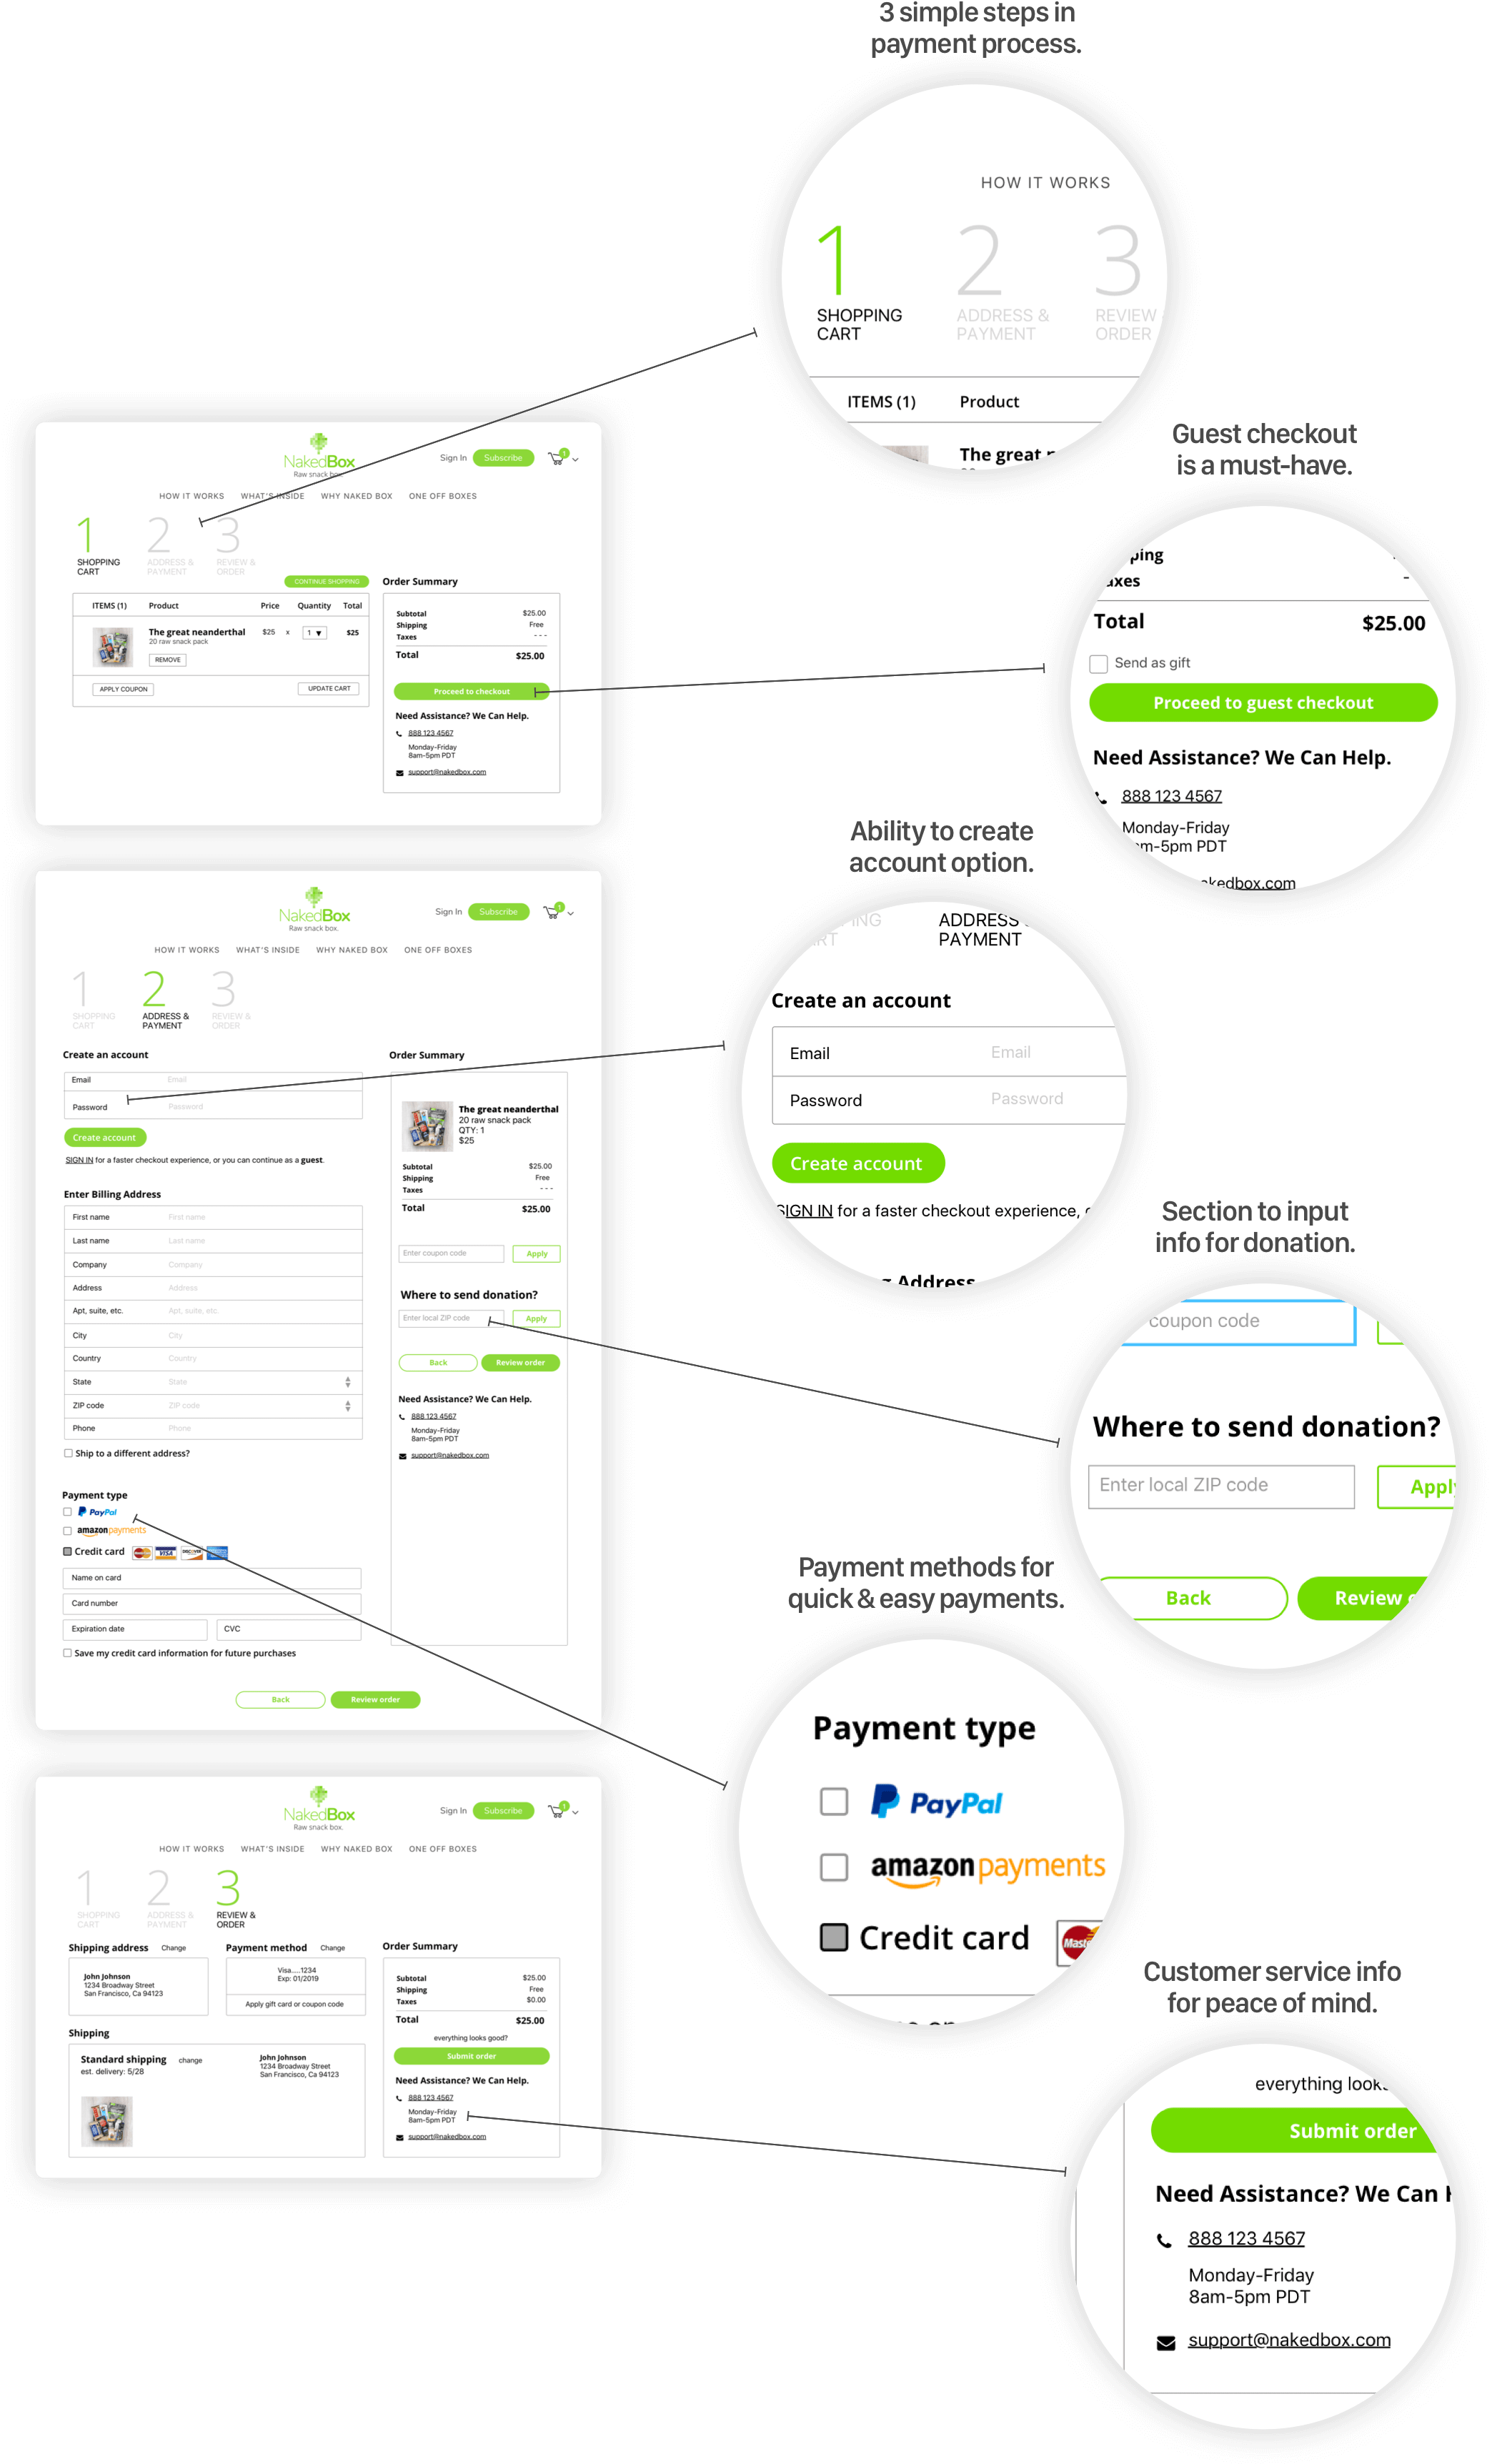 3 simple steps in
payment process.
HOW IT WORKS
1 2 3
SHOPPING CART ADDRESS & PAYMENT REVIEW ORDER
ITEMS (1) Product
The great
Guest checkout
is a must-have.
Total $25.00
Send as gift
Proceed to guest checkout
Need Assistance? We Can Help.
888 123 4567
Monday-Friday
8am-5pm PDT
NakedBox
Raw snack box.
Sign In Subscribe 1
HOW IT WORKS WHAT'S INSIDE WHY NAKED BOX ONE OFF BOXES
1 2 3
SHOPPING CART ADDRESS & PAYMENT REVIEW & ORDER
CONTINUE SHOPPING
Order Summary
ITEMS (1) Product Price Quantity Total
The great neanderthal $25 x 1 ▼ $25
20 raw snack pack
REMOVE
APPLY COUPON UPDATE CART
Subtotal $25.00
Shipping Free
Taxes - - -
Total $25.00
Proceed to checkout
Need Assistance? We Can Help.
888 123 4567
Monday-Friday
8am-5pm PDT
support@nakedbox.com
Ability to create
account option.
ADDRESS
PAYMENT
Create an account
Email Email
Password Password
Create account
SIGN IN for a faster checkout experience,
Address
NakedBox
Raw snack box.
Sign In Subscribe 1
HOW IT WORKS WHAT'S INSIDE WHY NAKED BOX ONE OFF BOXES
1 2 3
SHOPPING CART ADDRESS & PAYMENT REVIEW & ORDER
Create an account
Email Email
Password Password
Create account
SIGN IN for a faster checkout experience, or you can continue as a guest.
Enter Billing Address
First name First name
Last name Last name
Company Company
Address Address
Apt, suite, etc. Apt, suite, etc.
City City
Country Country
State State
ZIP code ZIP code
Phone Phone
Ship to a different address?
Payment type
PayPal
amazon payments
Credit card MasterCard VISA DISCOVER
Name on card
Card number
Expiration date CVC
Save my credit card information for future purchases
Back Review order
Order Summary
The great neanderthal
20 raw snack pack
QTY: 1
$25
Subtotal $25.00
Shipping Free
Taxes - - -
Total $25.00
Enter coupon code Apply
Where to send donation?
Enter local ZIP code Apply
Back Review order
Need Assistance? We Can Help.
888 123 4567
Monday-Friday
8am-5pm PDT
support@nakedbox.com
Section to input
info for donation.
coupon code
Where to send donation?
Enter local ZIP code Apply
Back Review
Payment methods for
quick & easy payments.
Payment type
PayPal
amazon payments
Credit card
NakedBox
Raw snack box.
Sign In Subscribe 1
HOW IT WORKS WHAT'S INSIDE WHY NAKED BOX ONE OFF BOXES
1 2 3
SHOPPING CART ADDRESS & PAYMENT REVIEW & ORDER
Shipping address Change
John Johnson
1234 Broadway Street
San Francisco, Ca 94123
Payment method Change
Visa.....1234
Exp: 01/2019
Apply gift card or coupon code
Shipping
Standard shipping change
est. delivery: 5/28
John Johnson
1234 Broadway Street
San Francisco, Ca 94123
Order Summary
Subtotal $25.00
Shipping Free
Taxes $0.00
Total $25.00
everything looks good?
Submit order
Need Assistance? We Can Help.
888 123 4567
Monday-Friday
8am-5pm PDT
support@nakedbox.com
Customer service info
for peace of mind.
everything looks
Submit order
Need Assistance? We Can
888 123 4567
Monday-Friday
8am-5pm PDT
support@nakedbox.com